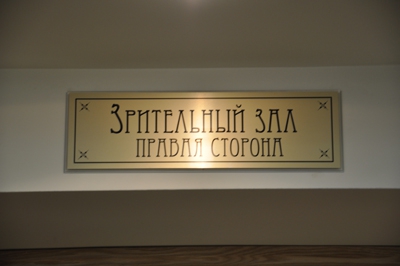 Зрительный зал
правая сторона